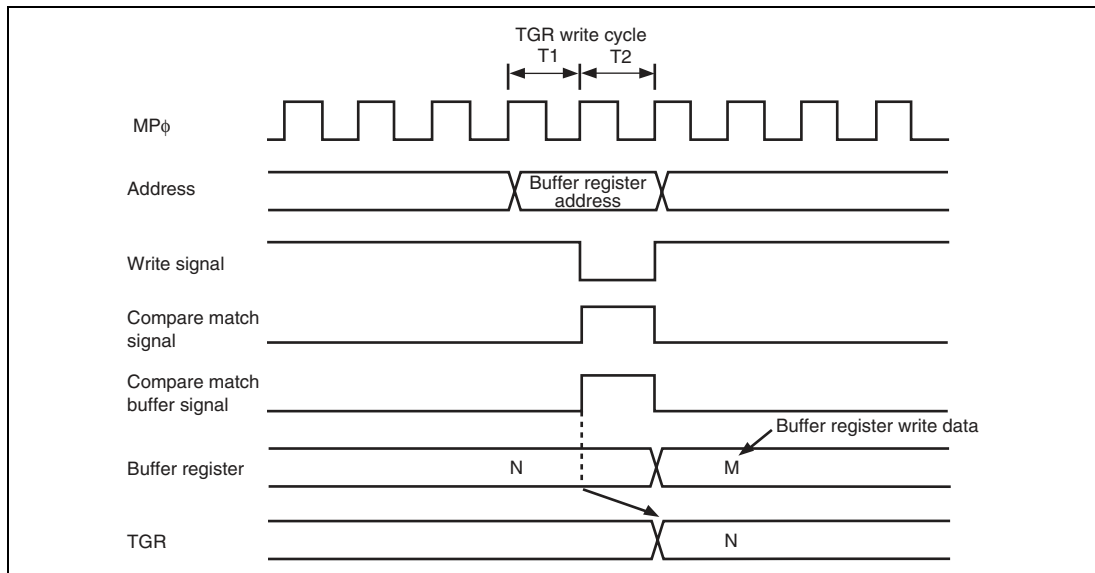 TGR write cycle
T1 T2
MPϕ
Address
Buffer register
address
Write signal
Compare match
signal
Compare match
buffer signal
Buffer register write data
Buffer register
N M
TGR
N